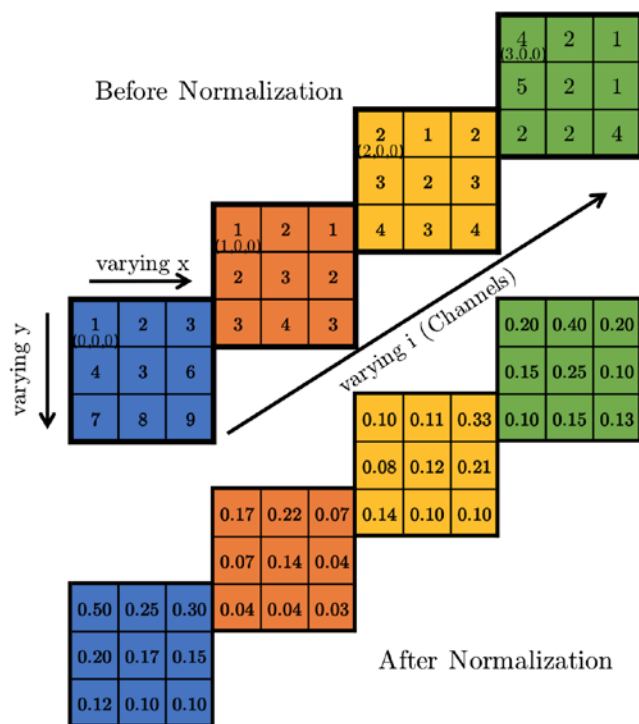 Before Normalization
4 2 1
(3,0,0)
5 2 1
2 2 4
2 1 2
(2,0,0)
3 2 3
4 3 4
1 2 1
(1,0,0)
2 3 2
3 4 3
varying x
varying y
1 2 3
(0,0,0)
4 3 6
7 8 9
varying i (Channels)
0.20 0.40 0.20
0.15 0.25 0.10
0.10 0.15 0.13
0.10 0.11 0.33
0.08 0.12 0.21
0.14 0.10 0.10
0.17 0.22 0.07
0.07 0.14 0.04
0.04 0.04 0.03
0.50 0.25 0.30
0.20 0.17 0.15
0.12 0.10 0.10
After Normalization